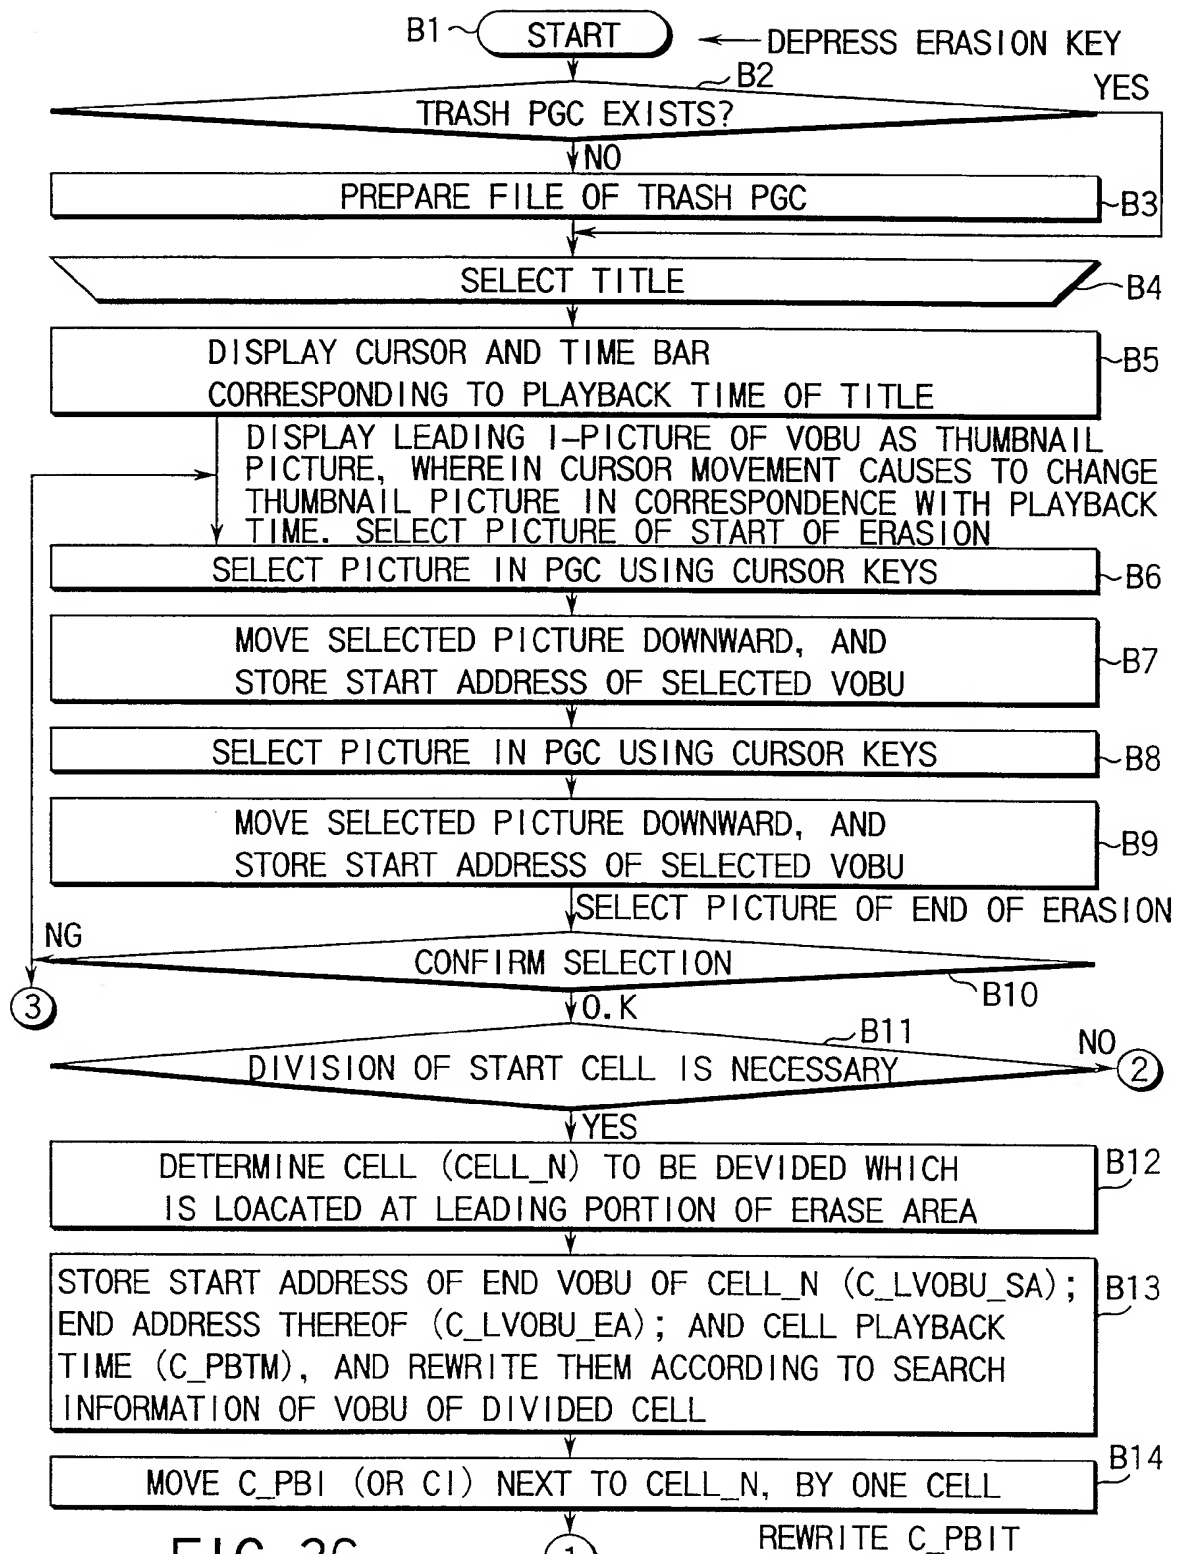 B1
START
DEPRESS ERASION KEY
B2
YES
TRASH PGC EXISTS?
NO
PREPARE FILE OF TRASH PGC
B3
SELECT TITLE
B4
DISPLAY CURSOR AND TIME BAR
CORRESPONDING TO PLAYBACK TIME OF TITLE
B5
DISPLAY LEADING I-PICTURE OF VOBU AS THUMBNAIL
PICTURE, WHEREIN CURSOR MOVEMENT CAUSES TO CHANGE
THUMBNAIL PICTURE IN CORRESPONDENCE WITH PLAYBACK
TIME. SELECT PICTURE OF START OF ERASION
SELECT PICTURE IN PGC USING CURSOR KEYS
B6
MOVE SELECTED PICTURE DOWNWARD, AND
STORE START ADDRESS OF SELECTED VOBU
B7
SELECT PICTURE IN PGC USING CURSOR KEYS
B8
MOVE SELECTED PICTURE DOWNWARD, AND
STORE START ADDRESS OF SELECTED VOBU
B9
SELECT PICTURE OF END OF ERASION
NG
CONFIRM SELECTION
B10
3
O.K
B11
NO
DIVISION OF START CELL IS NECESSARY
2
YES
DETERMINE CELL (CELL_N) TO BE DEVIDED WHICH
IS LOACATED AT LEADING PORTION OF ERASE AREA
B12
STORE START ADDRESS OF END VOBU OF CELL_N (C_LVOBU_SA);
END ADDRESS THEREOF (C_LVOBU_EA); AND CELL PLAYBACK
TIME (C_PBTM), AND REWRITE THEM ACCORDING TO SEARCH
INFORMATION OF VOBU OF DIVIDED CELL
B13
MOVE C_PBI (OR CI) NEXT TO CELL_N, BY ONE CELL
B14
REWRITE C_PBIT
1